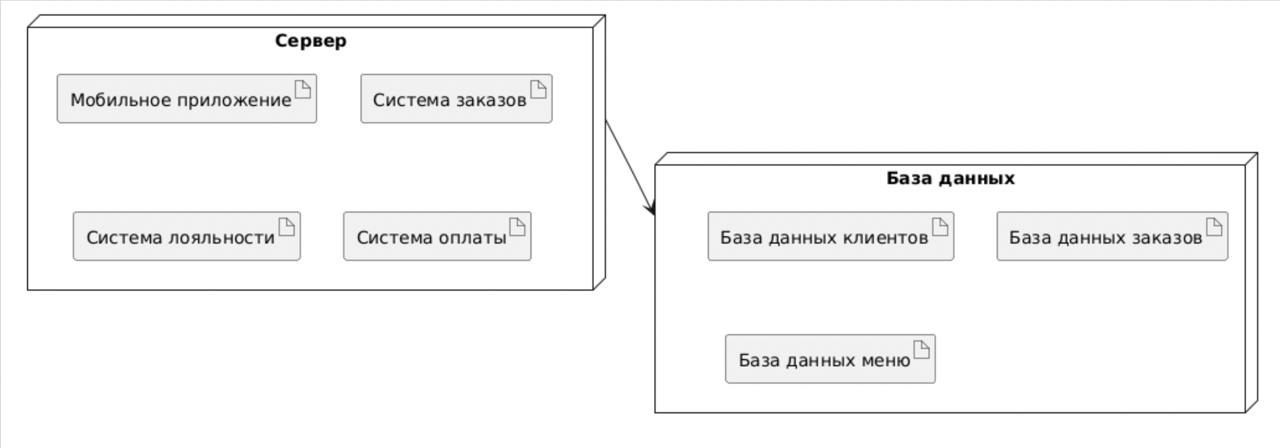 Сервер
Мобильное приложение
Система заказов
Система лояльности
Система оплаты
База данных
База данных клиентов
База данных заказов
База данных меню